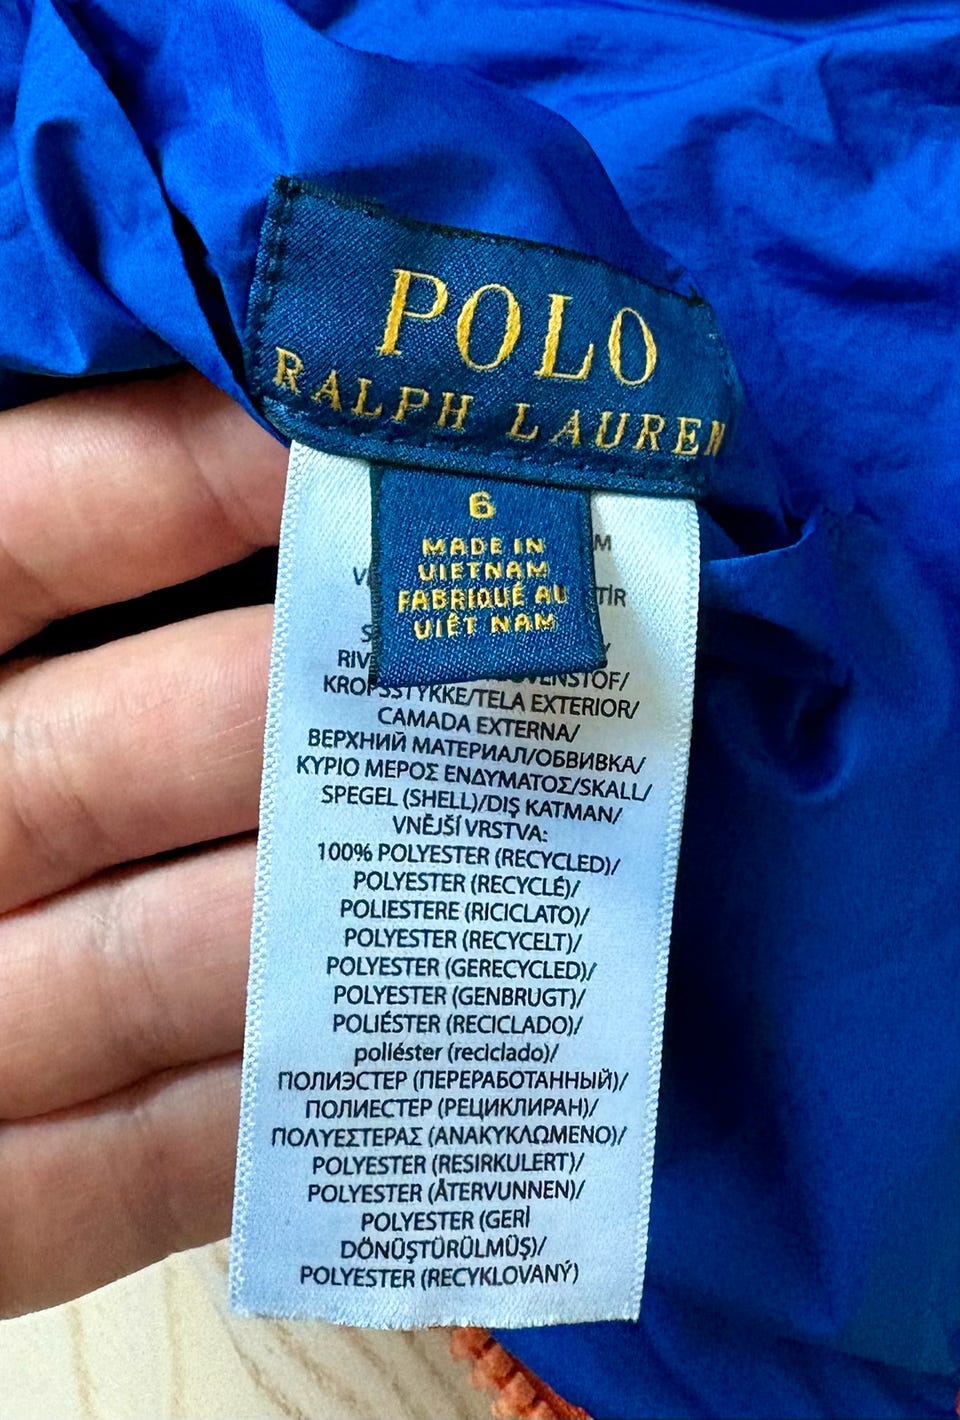 POLO
RALPH LAUREN
6
MADE IN
VIETNAM
FABRIQUÉ AU
VIÊT NAM
KROPSSTYKKE/TELA EXTERIOR/
CAMADA EXTERNA/
ВЕРХНИЙ МАТЕРИАЛ/ОБВИВКА/
ΚΥΡΙΟ ΜΕΡΟΣ ΕΝΔΥΜΑΤΟΣ/SKALL/
SPEGEL (SHELL)/DIŞ KATMAN/
VNĚJŠÍ VRSTVA:
100% POLYESTER (RECYCLED)/
POLYESTER (RECYCLÉ)/
POLIESTERE (RICICLATO)/
POLYESTER (RECYCELT)/
POLYESTER (GERECYCLED)/
POLYESTER (GENBRUGT)/
POLIÉSTER (RECICLADO)/
poliéster (reciclado)/
ПОЛИЭСТЕР (ПЕРЕРАБОТАННЫЙ)/
ПОЛИЕСТЕР (РЕЦИКЛИРАН)/
ΠΟΛΥΕΣΤΕΡΑΣ (ΑΝΑΚΥΚΛΩΜΕΝΟ)/
POLYESTER (RESIRKULERT)/
POLYESTER (ÅTERVUNNEN)/
POLYESTER (GERİ
DÖNÜŞTÜRÜLMÜŞ)/
POLYESTER (RECYKLOVANÝ)